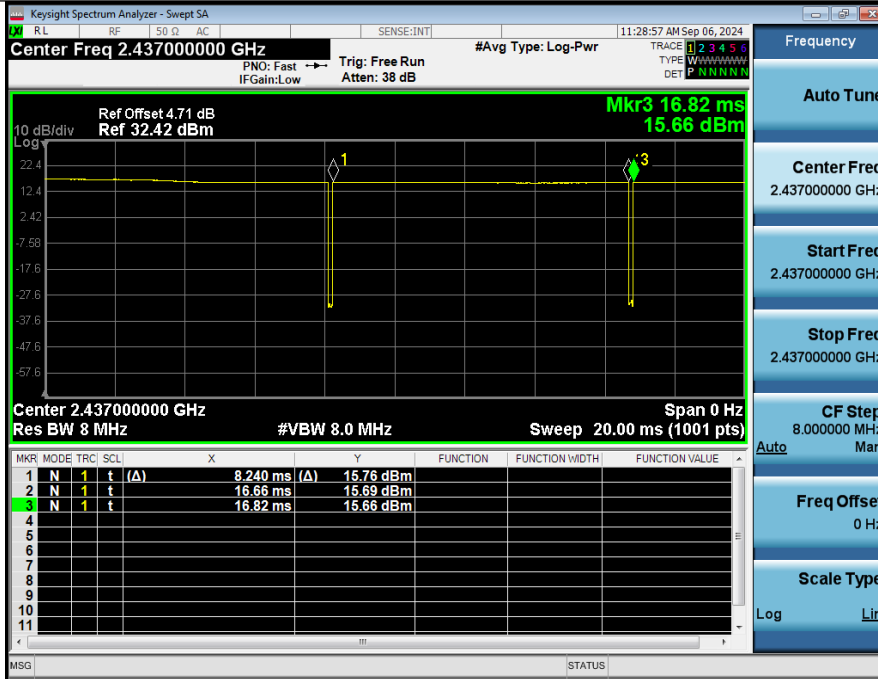 Keysight Spectrum Analyzer - Swept SA
LXI RL RF 50 Ω AC SENSE:INT 11:28:57 AM Sep 06, 2024
Center Freq 2.437000000 GHz #Avg Type: Log-Pwr TRACE 1 2 3 4 5 6
PNO: Fast Trig: Free Run TYPE WWWWWW
IFGain:Low Atten: 38 dB DET P N N N N N
Mkr3 16.82 ms
15.66 dBm
Ref Offset 4.71 dB
10 dB/div Ref 32.42 dBm
Log
22.4
12.4
2.42
-7.58
-17.6
-27.6
-37.6
-47.6
-57.6
1
3
Center 2.437000000 GHz Span 0 Hz
Res BW 8 MHz #VBW 8.0 MHz Sweep 20.00 ms (1001 pts)
MKR MODE TRC SCL X Y FUNCTION FUNCTION WIDTH FUNCTION VALUE
1 N 1 t (Δ) 8.240 ms (Δ) 15.76 dBm
2 N 1 t 16.66 ms 15.69 dBm
3 N 1 t 16.82 ms 15.66 dBm
4
5
6
7
8
9
10
11
MSG STATUS
Frequency
Auto Tune
Center Freq
2.437000000 GHz
Start Freq
2.437000000 GHz
Stop Freq
2.437000000 GHz
CF Step
8.000000 MHz
Auto Man
Freq Offset
0 Hz
Scale Type
Log Lin